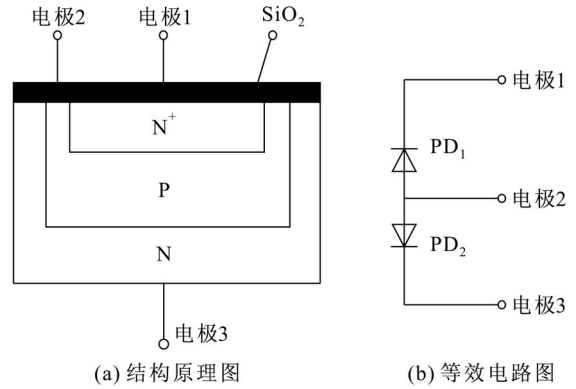 电极2 电极1 SiO₂
N⁺
P
N
电极3
(a) 结构原理图
电极1
PD₁
电极2
PD₂
电极3
(b) 等效电路图